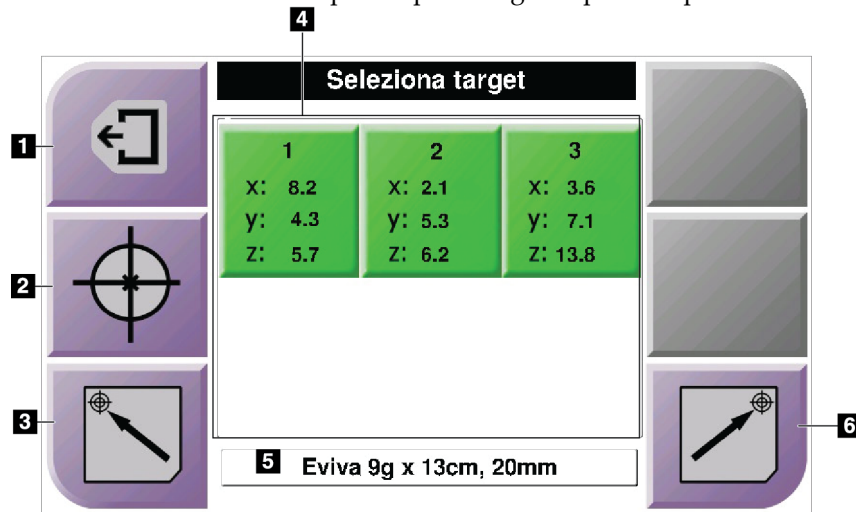 4
Seleziona target
1
2
3
1 2 3
x: 8.2 x: 2.1 x: 3.6
y: 4.3 y: 5.3 y: 7.1
z: 5.7 z: 6.2 z: 13.8
5 Eviva 9g x 13cm, 20mm
6